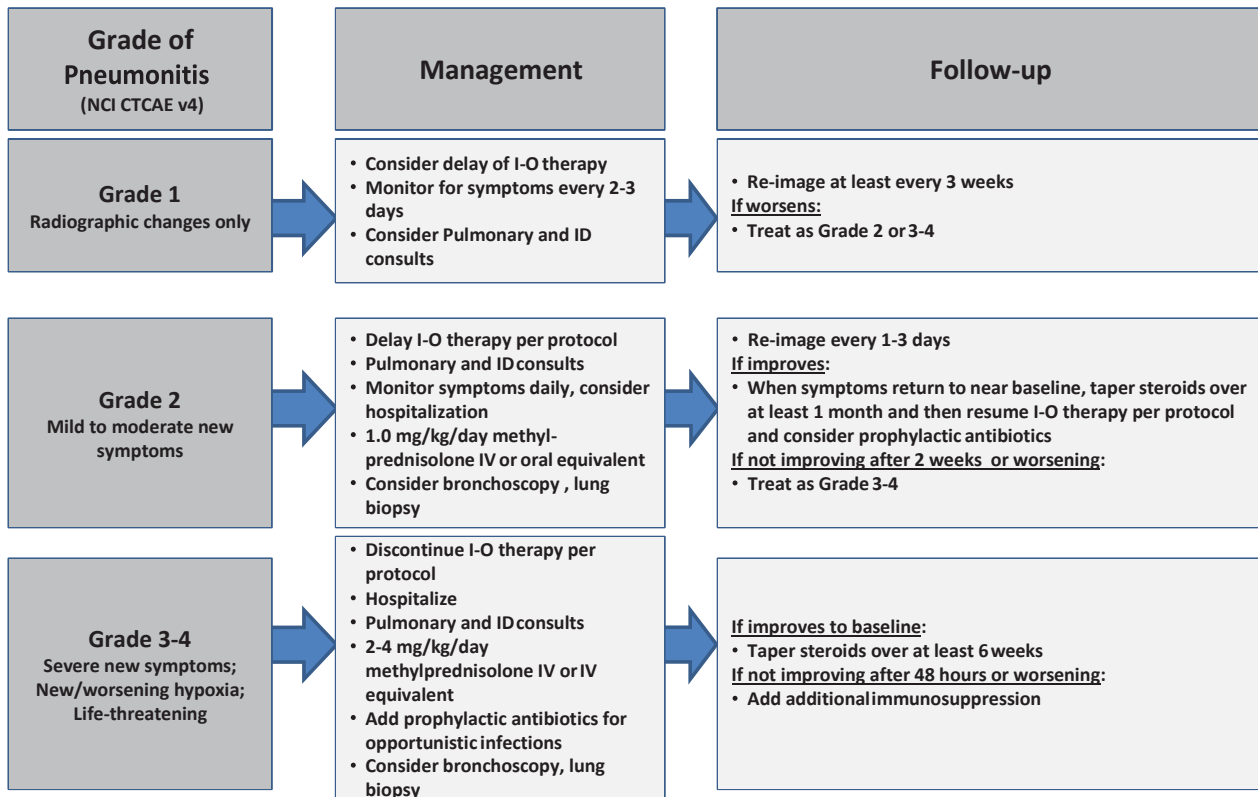 Grade of
Pneumonitis
(NCI CTCAE v4)
Management
Follow-up
Grade 1
Radiographic changes only
• Consider delay of I-O therapy
• Monitor for symptoms every 2-3
days
• Consider Pulmonary and ID
consults
• Re-image at least every 3 weeks
If worsens:
• Treat as Grade 2 or 3-4
Grade 2
Mild to moderate new
symptoms
• Delay I-O therapy per protocol
• Pulmonary and ID consults
• Monitor symptoms daily, consider
hospitalization
• 1.0 mg/kg/day methyl-
prednisolone IV or oral equivalent
• Consider bronchoscopy , lung
biopsy
• Re-image every 1-3 days
If improves:
• When symptoms return to near baseline, taper steroids over
at least 1 month and then resume I-O therapy per protocol
and consider prophylactic antibiotics
If not improving after 2 weeks or worsening:
• Treat as Grade 3-4
Grade 3-4
Severe new symptoms;
New/worsening hypoxia;
Life-threatening
• Discontinue I-O therapy per
protocol
• Hospitalize
• Pulmonary and ID consults
• 2-4 mg/kg/day
methylprednisolone IV or IV
equivalent
• Add prophylactic antibiotics for
opportunistic infections
• Consider bronchoscopy, lung
biopsy
If improves to baseline:
• Taper steroids over at least 6 weeks
If not improving after 48 hours or worsening:
• Add additional immunosuppression